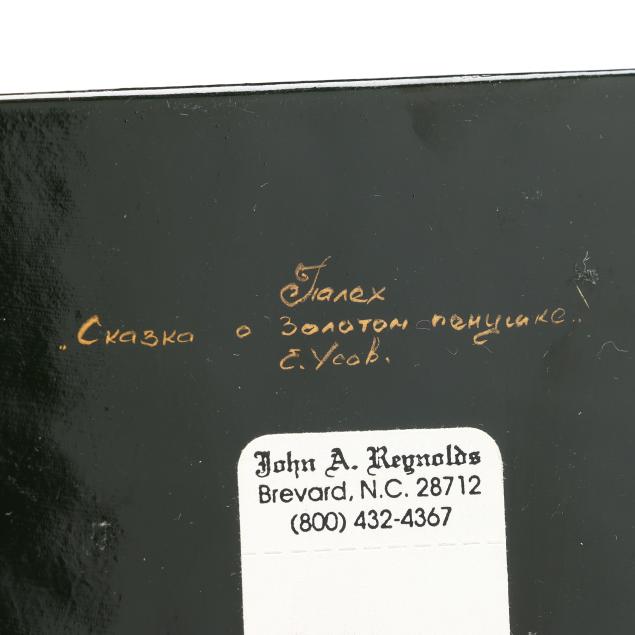 Палех
„Сказка о Золотом петушке“
Е. Усов.
John A. Reynolds
Brevard, N.C. 28712
(800) 432-4367